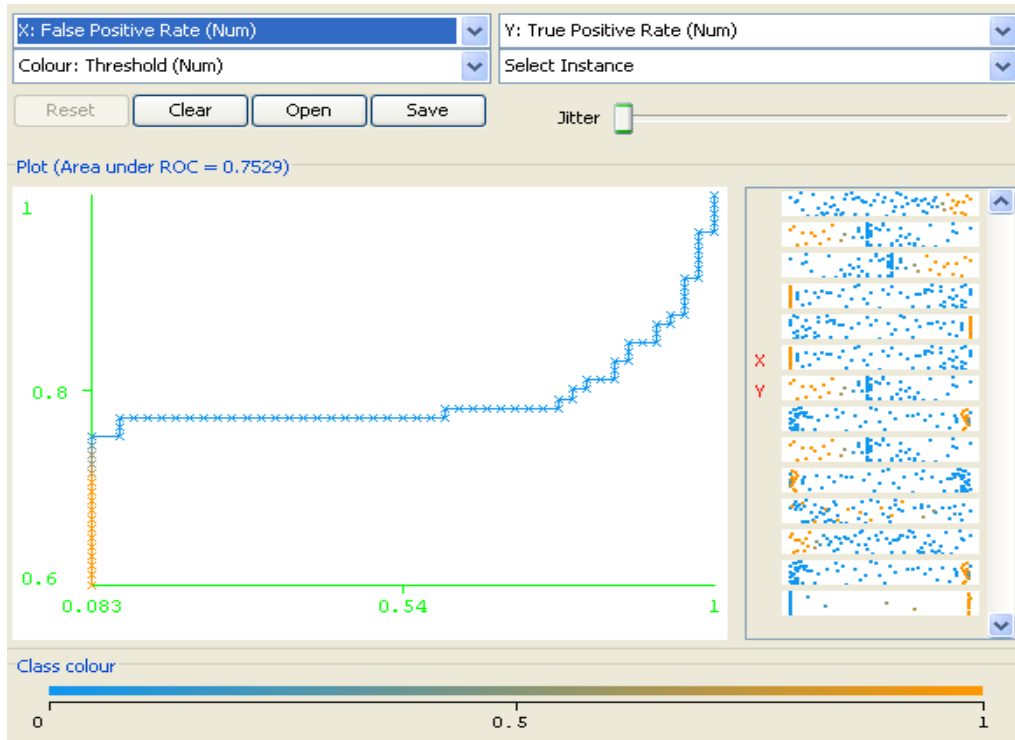 X: False Positive Rate (Num)
Y: True Positive Rate (Num)
Colour: Threshold (Num)
Select Instance
Reset
Clear
Open
Save
Jitter
Plot (Area under ROC = 0.7529)
1
0.8
0.6
0.083
0.54
1
X
Y
Class colour
0
0.5
1